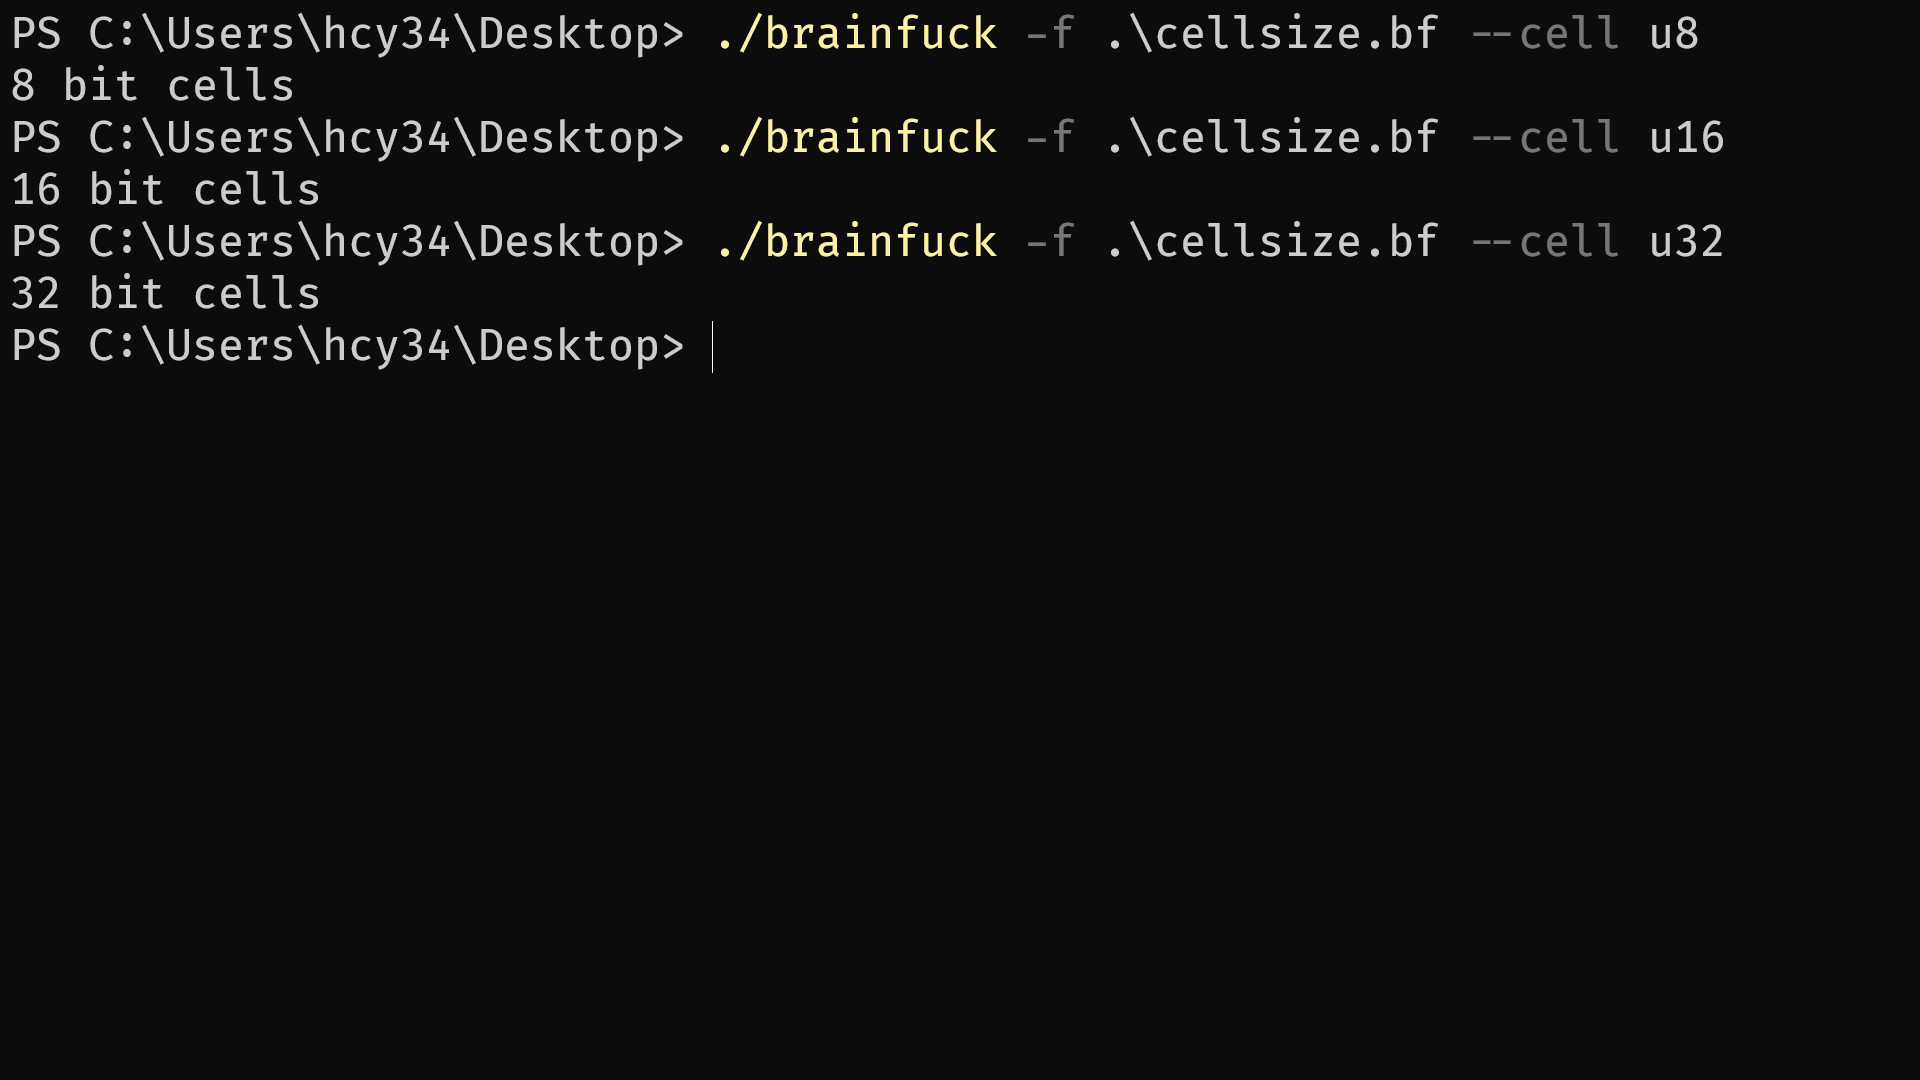 PS C:\Users\hcy34\Desktop> ./brainfuck -f .\cellsize.bf --cell u8
8 bit cells
PS C:\Users\hcy34\Desktop> ./brainfuck -f .\cellsize.bf --cell u16
16 bit cells
PS C:\Users\hcy34\Desktop> ./brainfuck -f .\cellsize.bf --cell u32
32 bit cells
PS C:\Users\hcy34\Desktop>